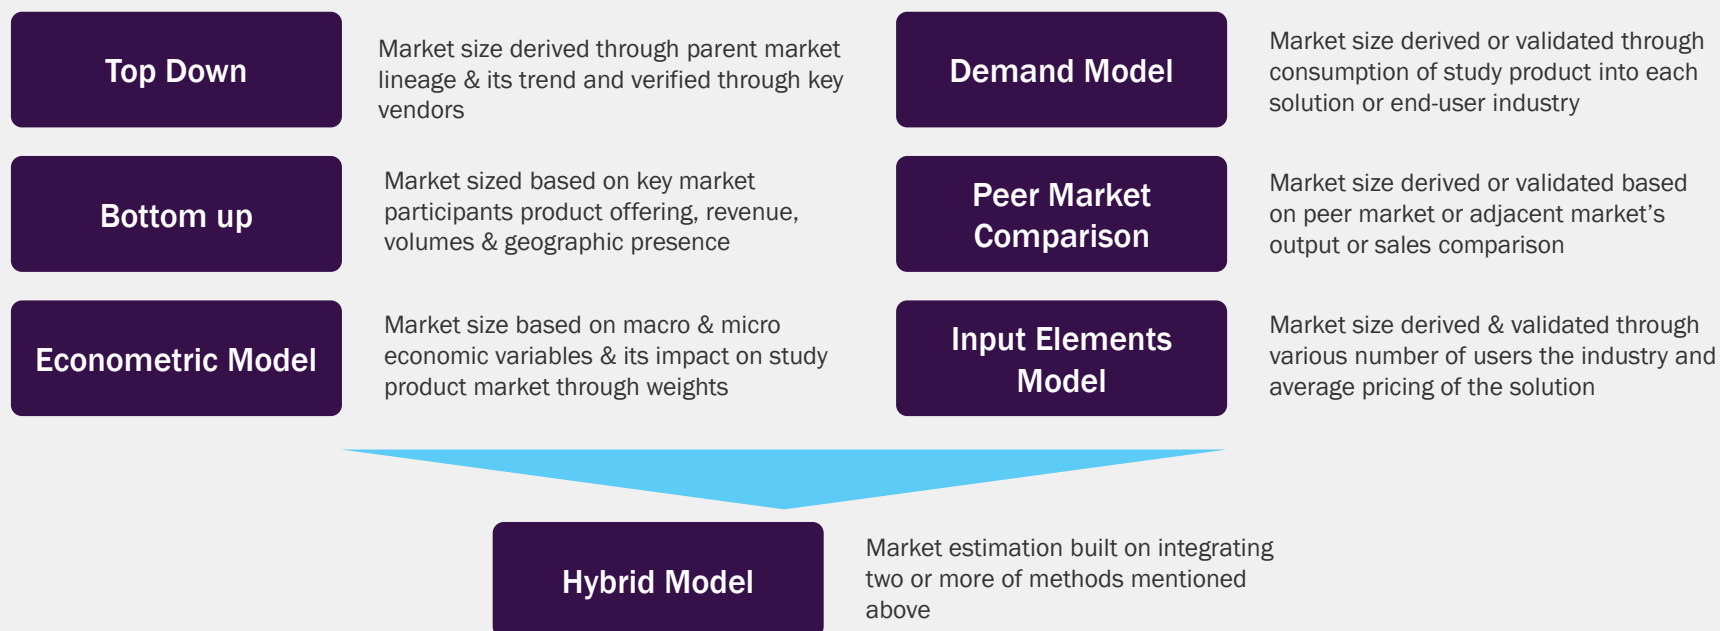 Top Down
Market size derived through parent market
lineage & its trend and verified through key
vendors
Demand Model
Market size derived or validated through
consumption of study product into each
solution or end-user industry
Bottom up
Market sized based on key market
participants product offering, revenue,
volumes & geographic presence
Peer Market
Comparison
Market size derived or validated based
on peer market or adjacent market’s
output or sales comparison
Econometric Model
Market size based on macro & micro
economic variables & its impact on study
product market through weights
Input Elements
Model
Market size derived & validated through
various number of users the industry and
average pricing of the solution
Hybrid Model
Market estimation built on integrating
two or more of methods mentioned
above